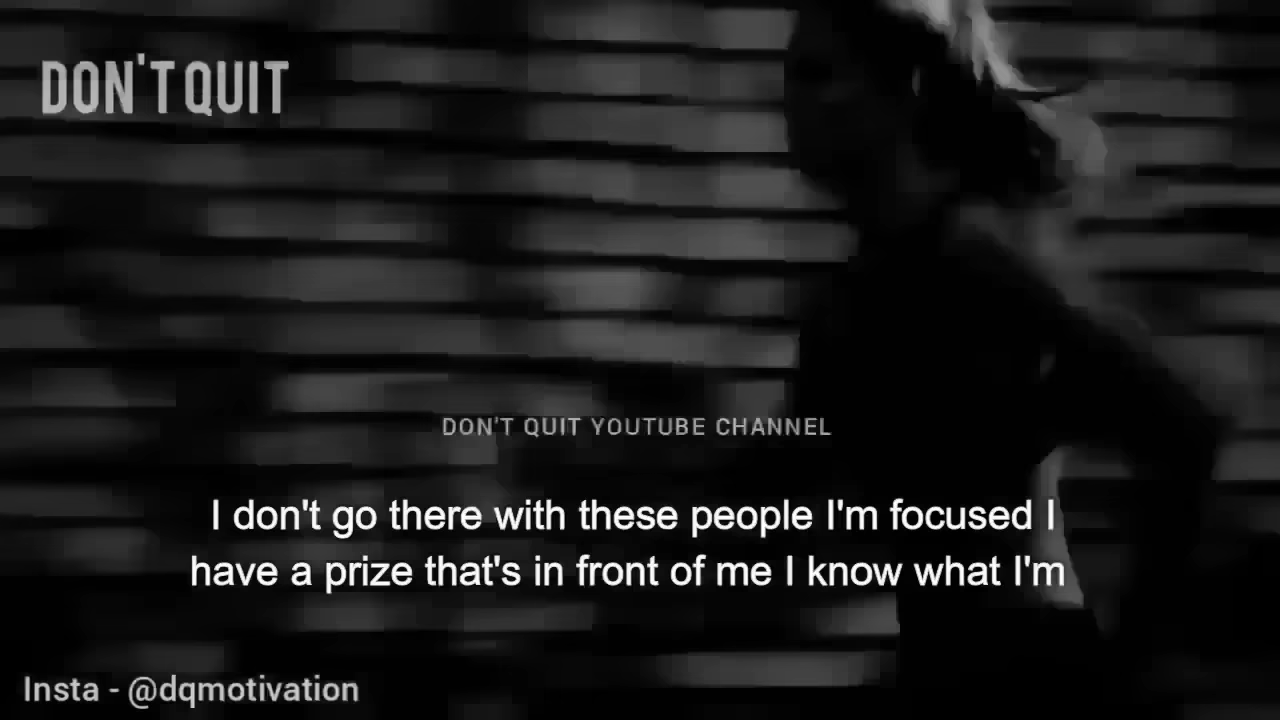 DON'T QUIT
DON'T QUIT YOUTUBE CHANNEL
I don't go there with these people I'm focused I
have a prize that's in front of me I know what I'm
Insta - @dqmotivation